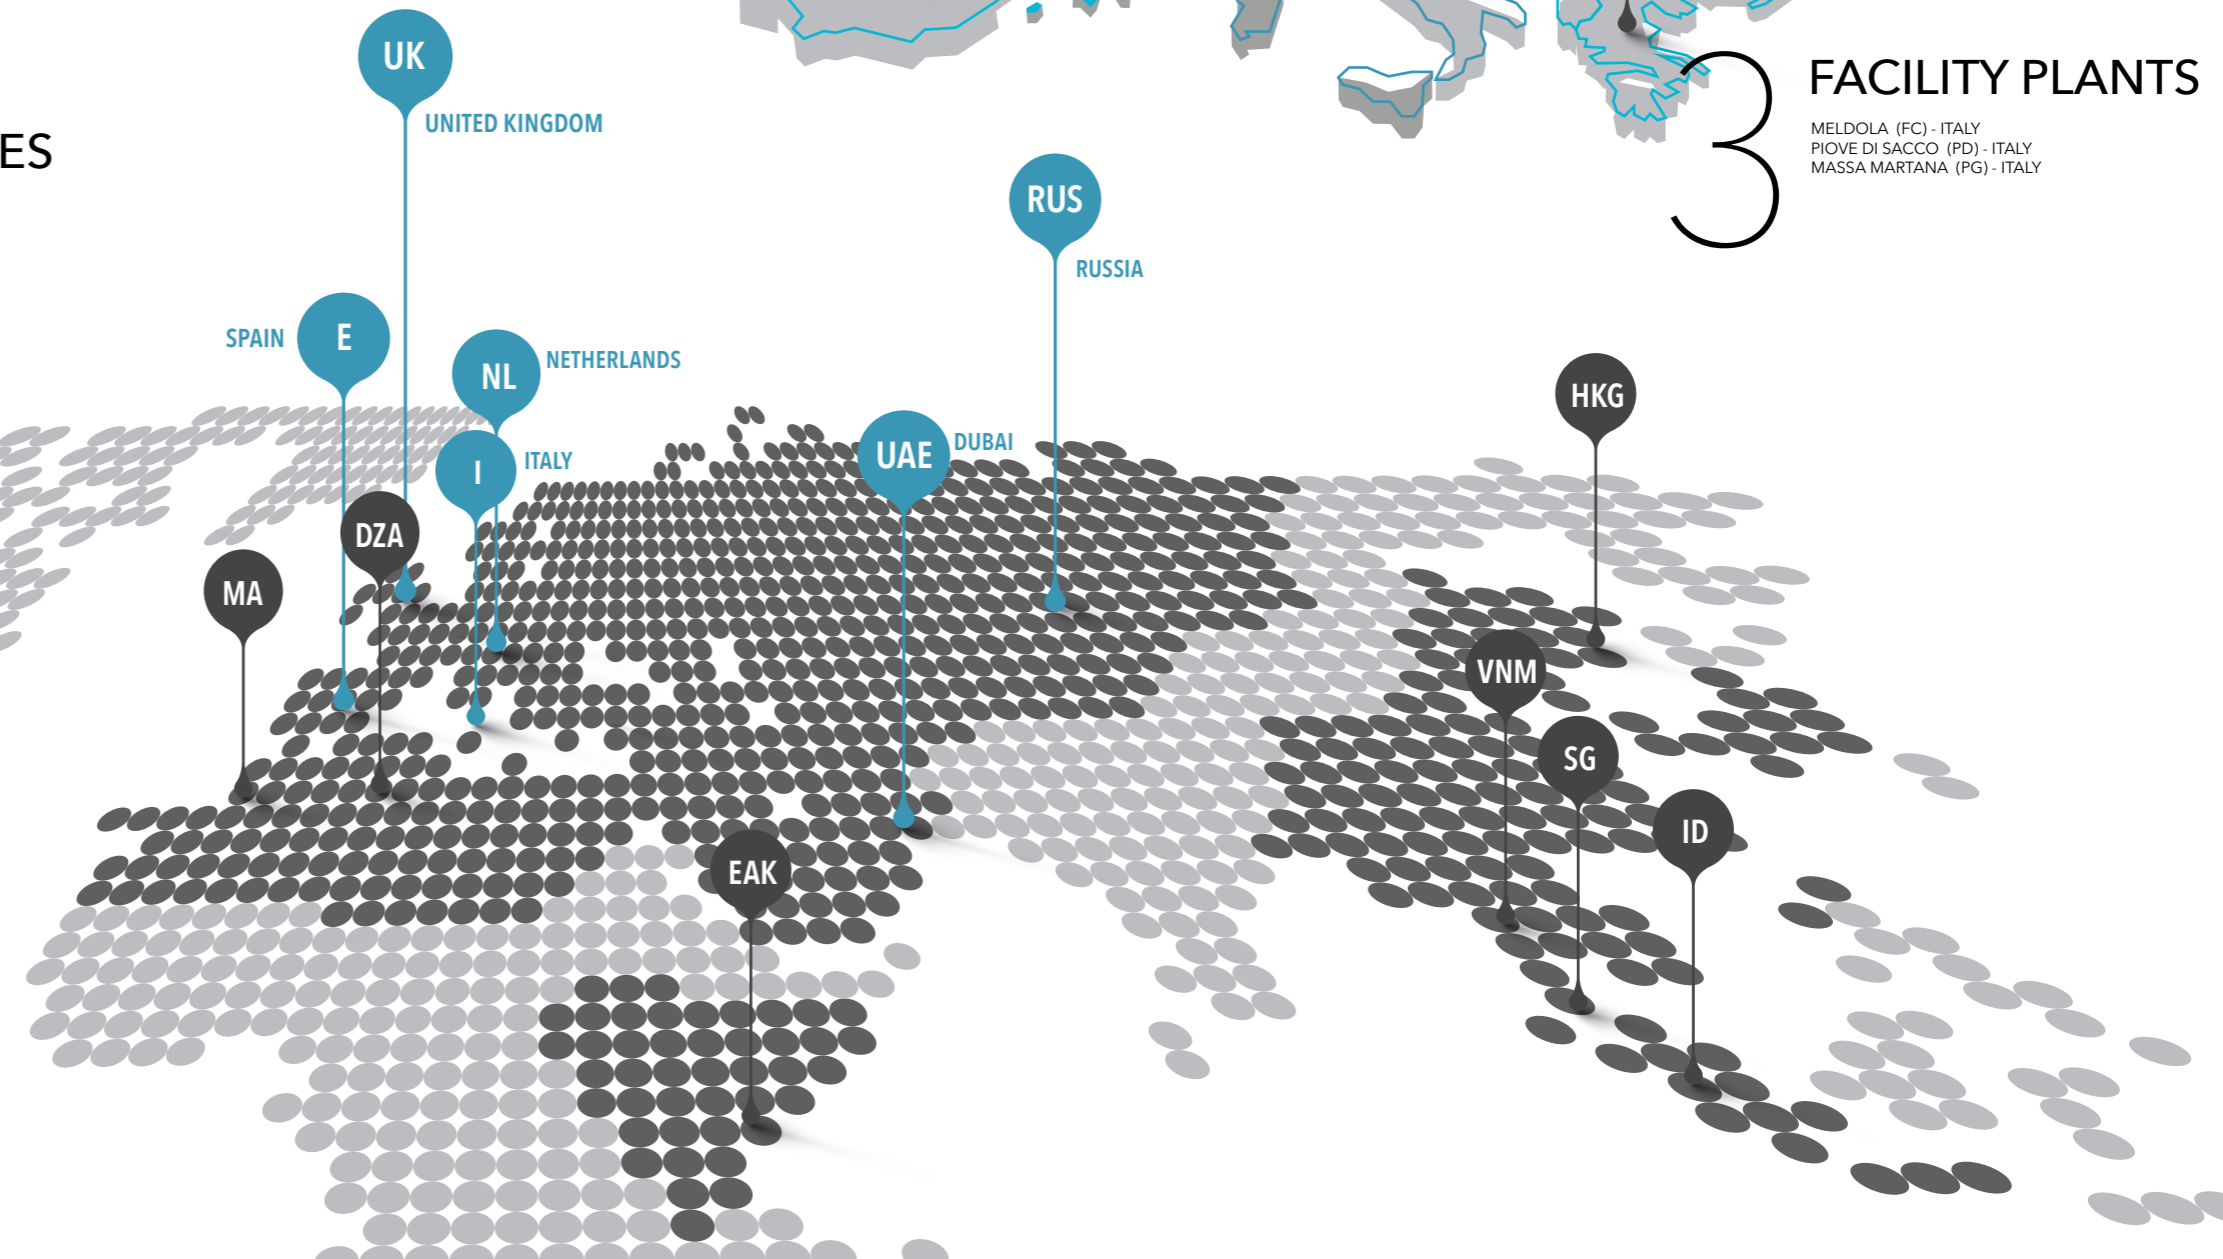 ES
UK
UNITED KINGDOM
3
FACILITY PLANTS
MELDOLA (FC) - ITALY
PIOVE DI SACCO (PD) - ITALY
MASSA MARTANA (PG) - ITALY
RUS
RUSSIA
SPAIN
E
NL
NETHERLANDS
HKG
UAE
DUBAI
I
ITALY
DZA
MA
VNM
SG
ID
EAK